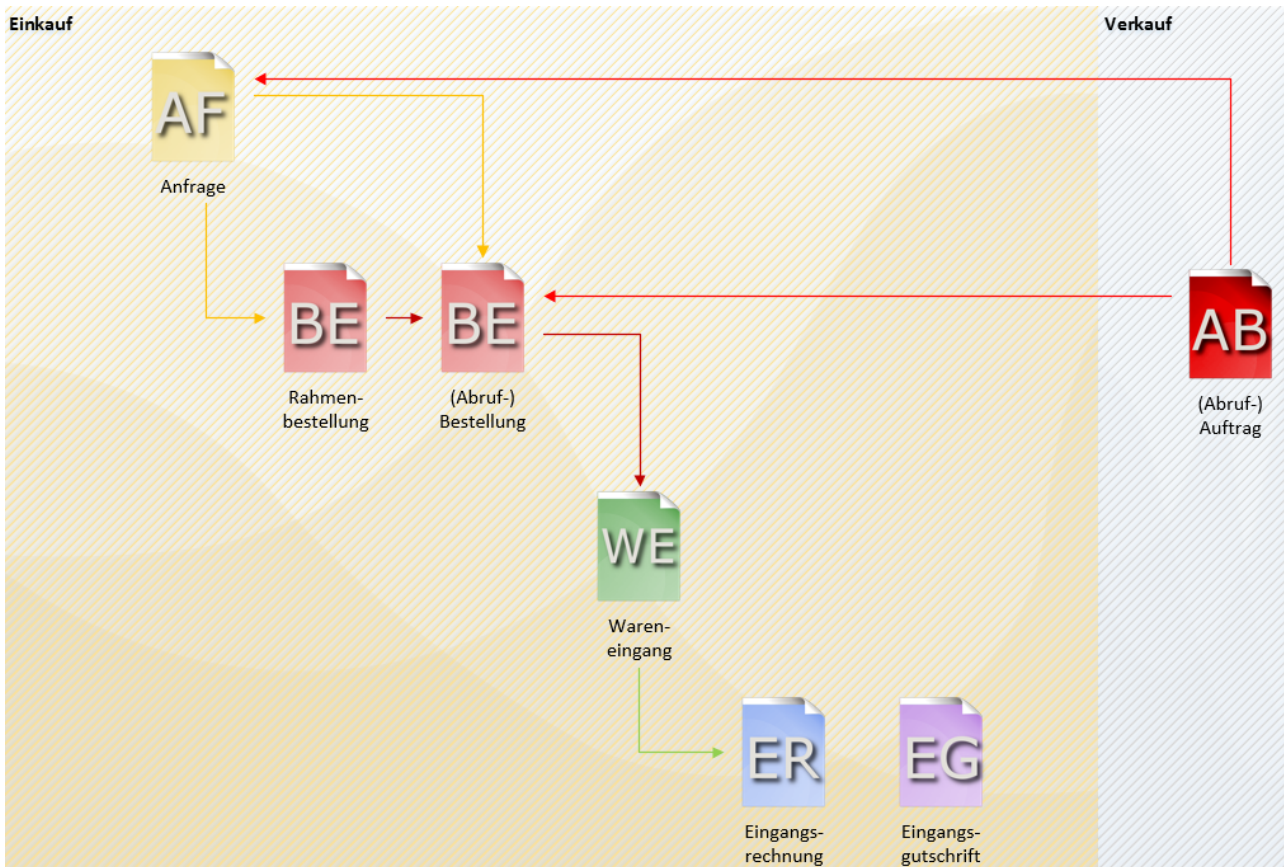 Einkauf
Verkauf
AF
Anfrage
BE
Rahmen-
bestellung
BE
(Abruf-)
Bestellung
AB
(Abruf-)
Auftrag
WE
Waren-
eingang
ER
Eingangs-
rechnung
EG
Eingangs-
gutschrift